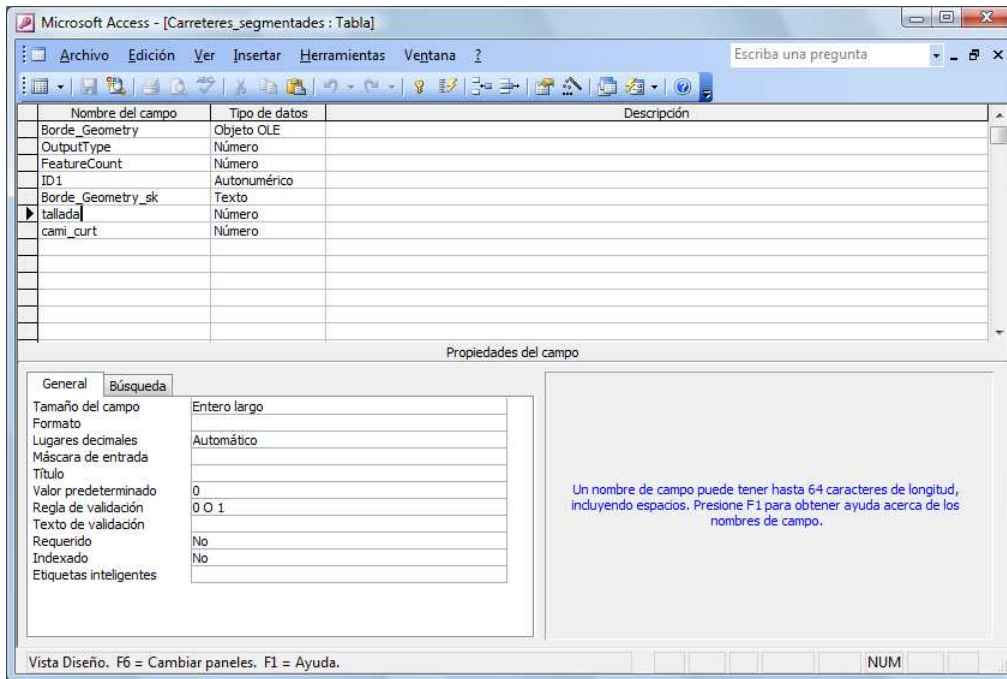 Microsoft Access - [Carreteres_segmentades : Tabla]
Archivo Edición Ver Insertar Herramientas Ventana ? Escriba una pregunta
Nombre del campo Tipo de datos Descripción
Borde_Geometry Objeto OLE
OutputType Número
FeatureCount Número
ID1 Autonumérico
Borde_Geometry_sk Texto
tallada Número
cami_curt Número
Propiedades del campo
General Búsqueda
Tamaño del campo Entero largo
Formato
Lugares decimales Automático
Máscara de entrada
Título
Valor predeterminado 0
Regla de validación 0 O 1
Texto de validación
Requerido No
Indexado No
Etiquetas inteligentes
Un nombre de campo puede tener hasta 64 caracteres de longitud,
incluyendo espacios. Presione F1 para obtener ayuda acerca de los
nombres de campo.
Vista Diseño. F6 = Cambiar paneles. F1 = Ayuda. NUM